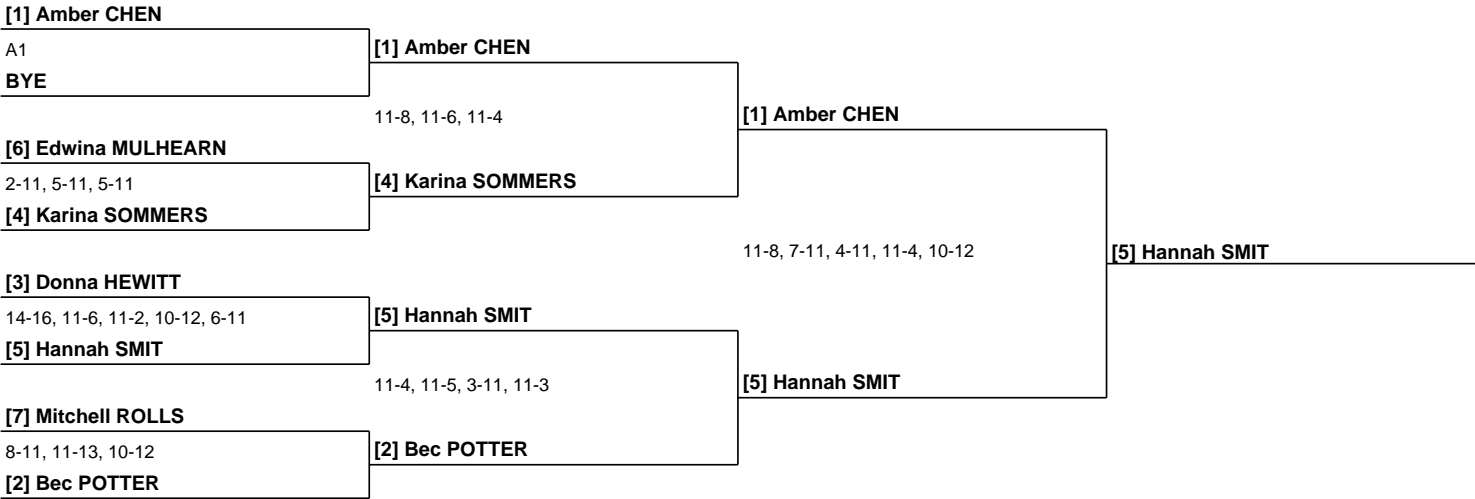 [1] Amber CHEN
A1
BYE
[6] Edwina MULHEARN
2-11, 5-11, 5-11
[4] Karina SOMMERS
[3] Donna HEWITT
14-16, 11-6, 11-2, 10-12, 6-11
[5] Hannah SMIT
[7] Mitchell ROLLS
8-11, 11-13, 10-12
[2] Bec POTTER
[1] Amber CHEN
11-8, 11-6, 11-4
[4] Karina SOMMERS
[5] Hannah SMIT
11-4, 11-5, 3-11, 11-3
[2] Bec POTTER
[1] Amber CHEN
11-8, 7-11, 4-11, 11-4, 10-12
[5] Hannah SMIT
[5] Hannah SMIT